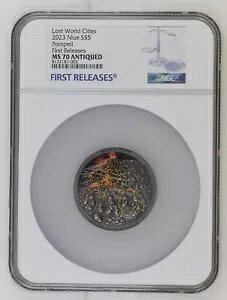 Lost World Cities
2023 Niue S$5
Pompeii
First Releases
MS 70 ANTIQUED
FIRST RELEASES
NGC